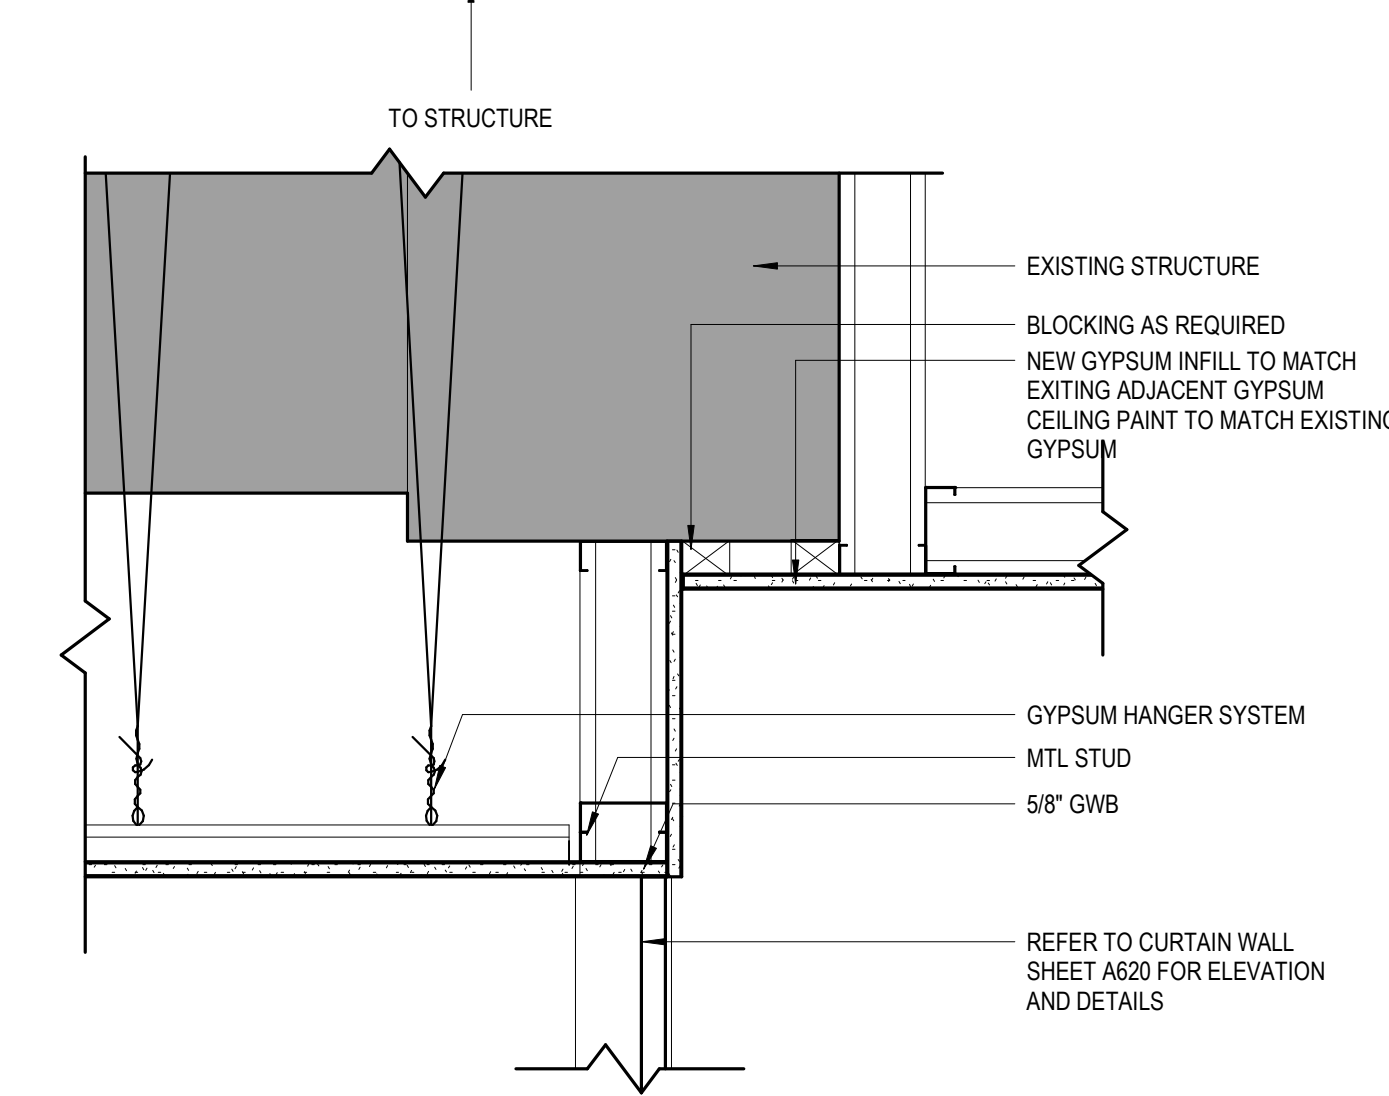 TO STRUCTURE
EXISTING STRUCTURE
BLOCKING AS REQUIRED
NEW GYPSUM INFILL TO MATCH
EXITING ADJACENT GYPSUM
CEILING PAINT TO MATCH EXISTING
GYPSUM
GYPSUM HANGER SYSTEM
MTL STUD
5/8" GWB
REFER TO CURTAIN WALL
SHEET A620 FOR ELEVATION
AND DETAILS